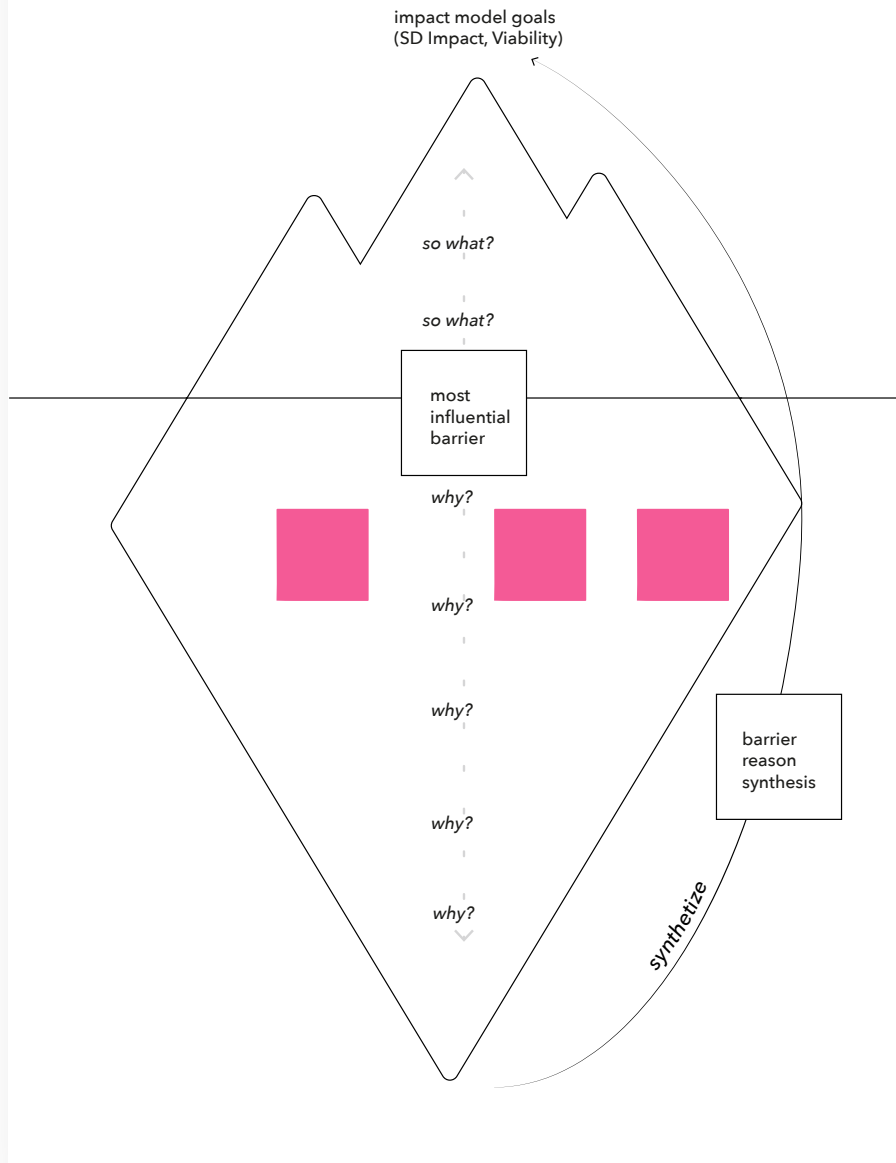 impact model goals
(SD Impact, Viability)
so what?
so what?
most
influential
barrier
why?
why?
why?
barrier
reason
synthesis
why?
why?
synthetize